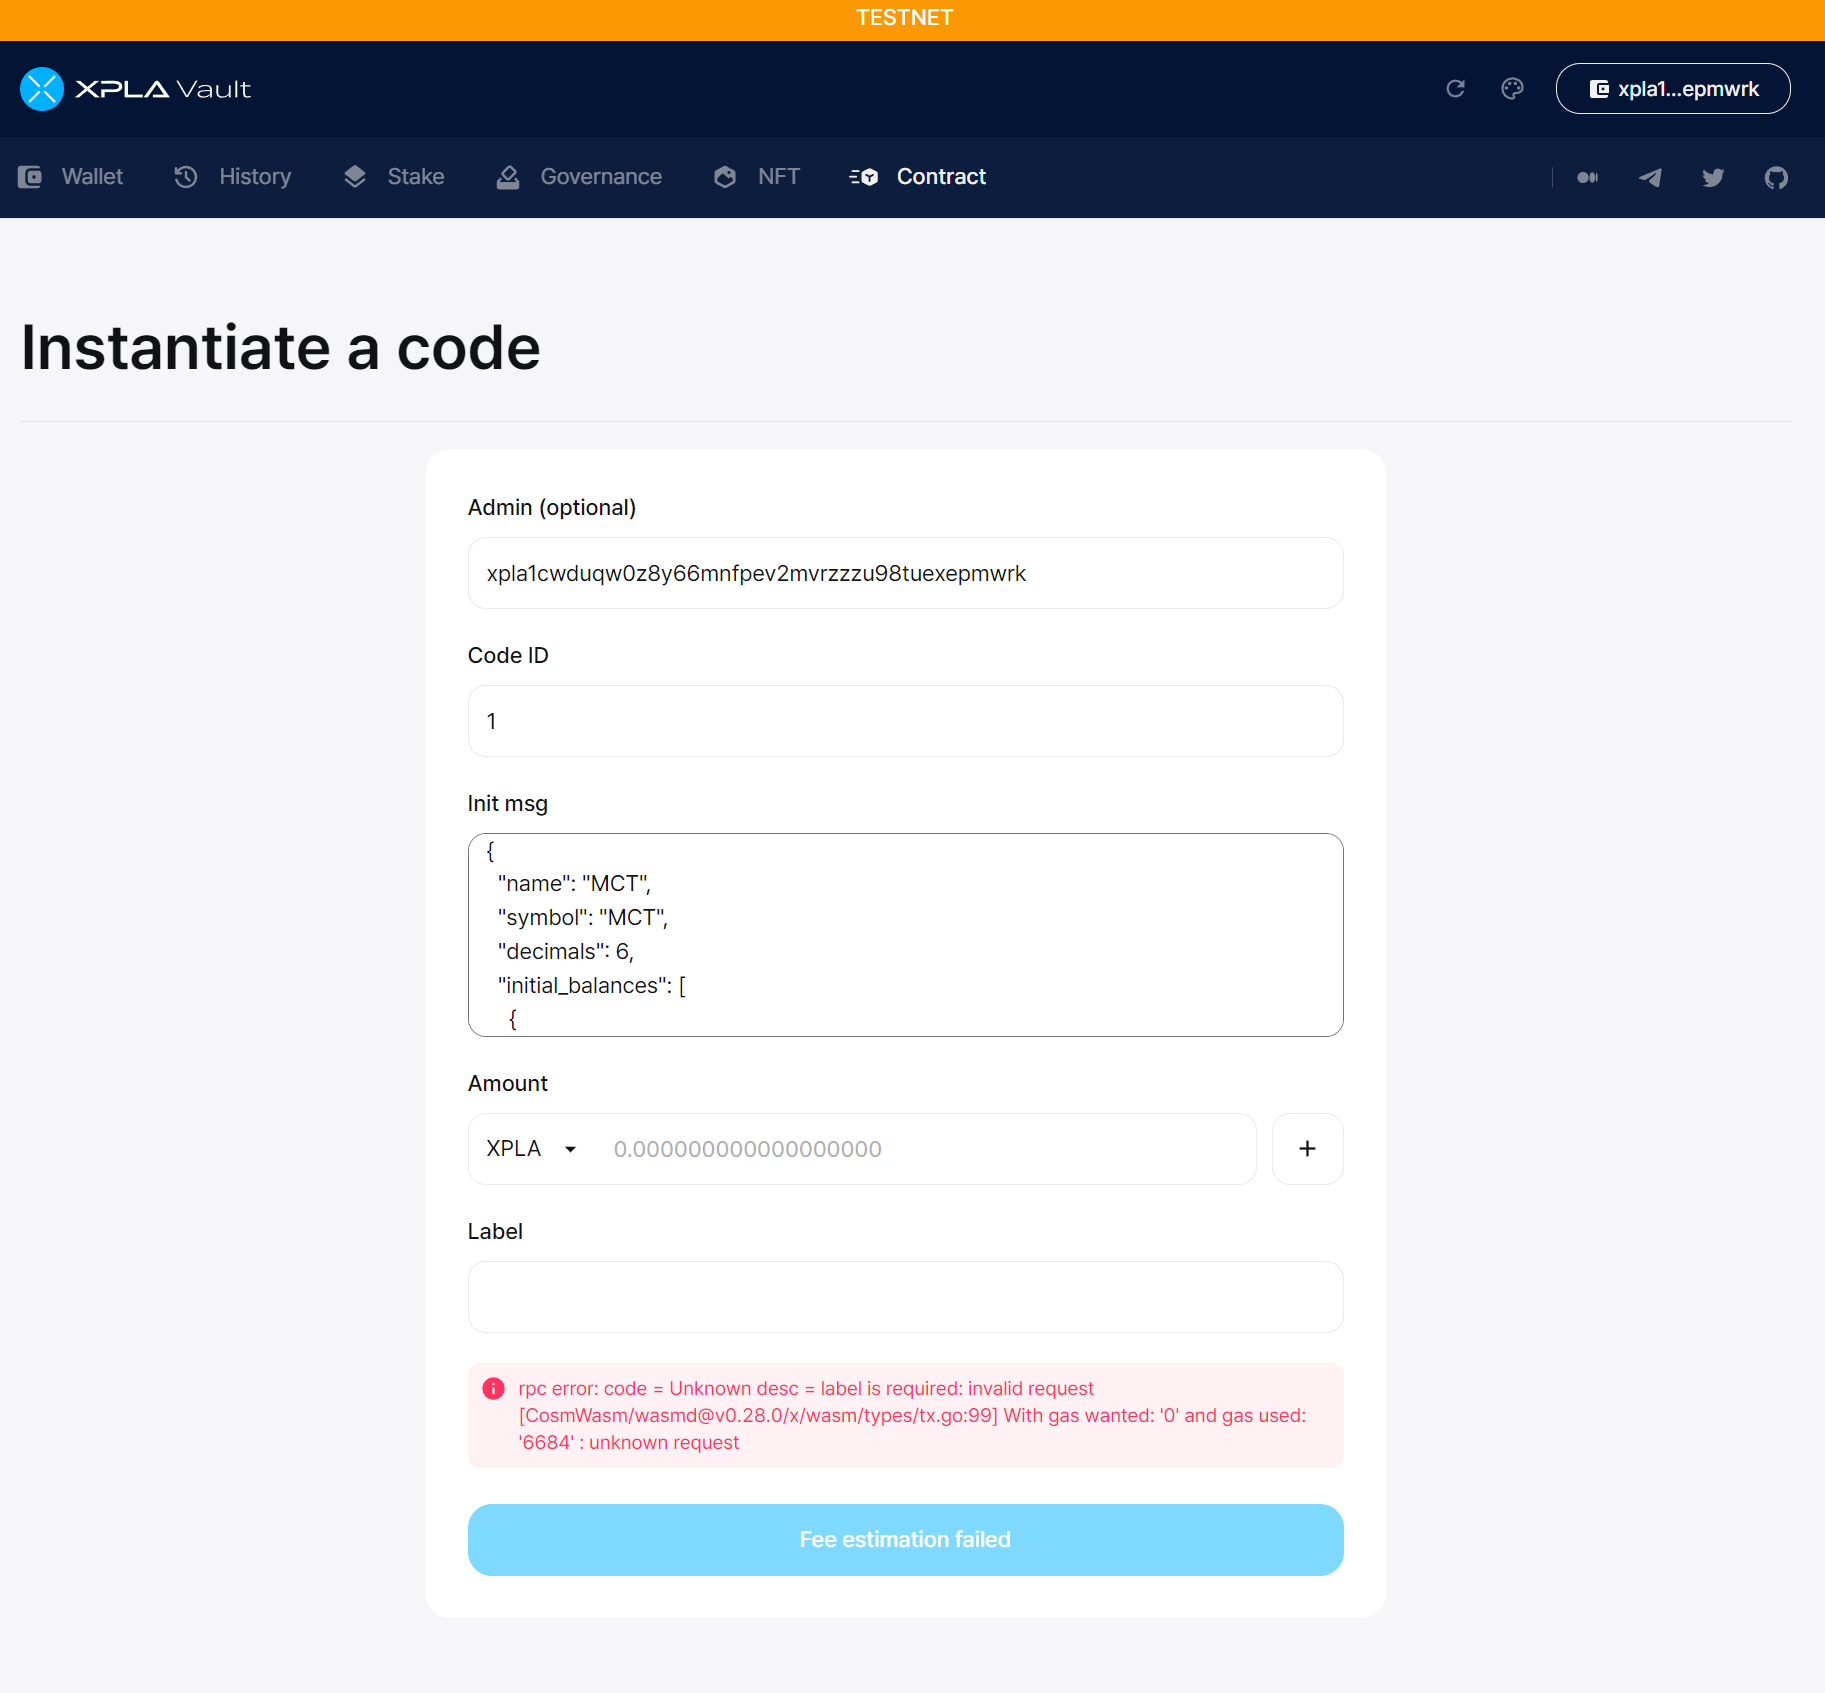 TESTNET
XPLA Vault
xpla1...epmwrk
Wallet
History
Stake
Governance
NFT
Contract
Instantiate a code
Admin (optional)
xpla1cwduqw0z8y66mnfpev2mvrzzzu98tuexepmwrk
Code ID
1
Init msg
{
"name": "MCT",
"symbol": "MCT",
"decimals": 6,
"initial_balances": [
{
Amount
XPLA
0.000000000000000000
Label
rpc error: code = Unknown desc = label is required: invalid request
[CosmWasm/wasmd@v0.28.0/x/wasm/types/tx.go:99] With gas wanted: '0' and gas used:
'6684' : unknown request
Fee estimation failed